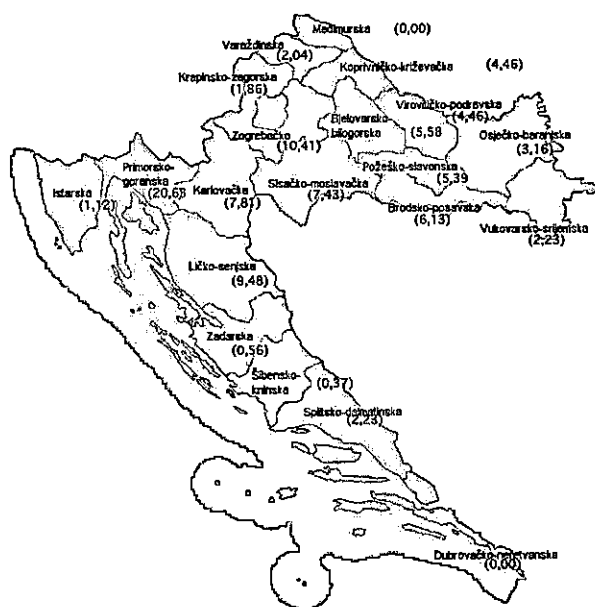 Međimurska (0,00)
Varaždinska
(2,04)
Koprivničko-križevačka (4,46)
Krapinsko-zagorska
(1,86)
Virovitičko-podravska
(4,46)
Bjelovarsko-
bilogorska (5,58
Zagrebačko
(10,41)
Osječko-baranjska
(3,16)
Primorsko-
goranska
(20,6)
Požeško-slavonska
(5,39
Istarska
(1,12)
Karlovačka
(7,81)
Sisačko-moslavačka
(7,43)
Brodsko-posavska
(6,13)
Vukovarsko-srijemska
(2,23)
Ličko-senjska
(9,48)
Zadarska
(0,56)
Šibensko-
kninska
(0,37)
Splitsko-dalmatinska
(2,23)
Dubrovačko-neretvanska
(0,00)